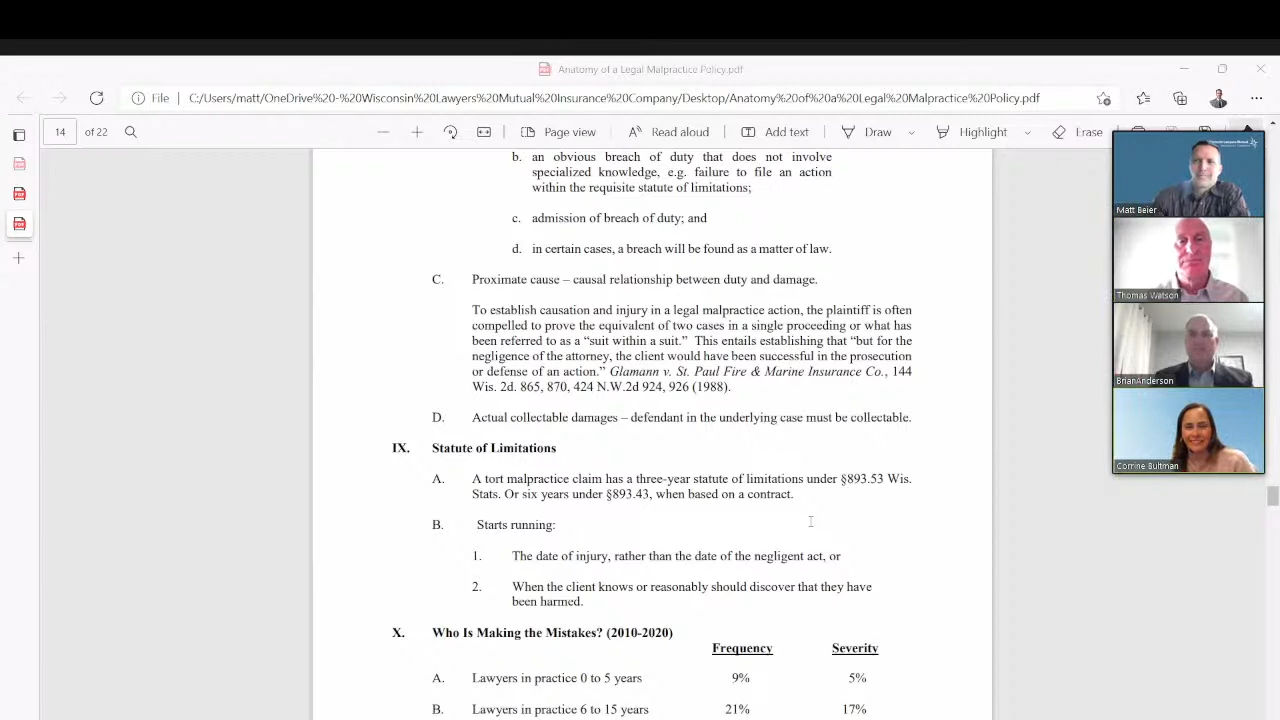 Anatomy of a Legal Malpractice Policy.pdf
File
C:/Users/matt/OneDrive%20-%20Wisconsin%20Lawyers%20Mutual%20Insurance%20Company/Desktop/Anatomy%20of%20a%20Legal%20Malpractice%20Policy.pdf
14 of 22
Page view
Read aloud
Add text
Draw
Highlight
Erase
b. an obvious breach of duty that does not involve
specialized knowledge, e.g. failure to file an action
within the requisite statute of limitations;
c. admission of breach of duty; and
d. in certain cases, a breach will be found as a matter of law.
C. Proximate cause – causal relationship between duty and damage.
To establish causation and injury in a legal malpractice action, the plaintiff is often
compelled to prove the equivalent of two cases in a single proceeding or what has
been referred to as a “suit within a suit.” This entails establishing that “but for the
negligence of the attorney, the client would have been successful in the prosecution
or defense of an action.” Glamann v. St. Paul Fire & Marine Insurance Co., 144
Wis. 2d. 865, 870, 424 N.W.2d 924, 926 (1988).
D. Actual collectable damages – defendant in the underlying case must be collectable.
IX. Statute of Limitations
A. A tort malpractice claim has a three-year statute of limitations under §893.53 Wis.
Stats. Or six years under §893.43, when based on a contract.
B. Starts running:
1. The date of injury, rather than the date of the negligent act, or
2. When the client knows or reasonably should discover that they have
been harmed.
X. Who Is Making the Mistakes? (2010-2020)
Frequency Severity
A. Lawyers in practice 0 to 5 years 9% 5%
B. Lawyers in practice 6 to 15 years 21% 17%
Matt Beier
Thomas Watson
BrianAnderson
Corrine Bultman